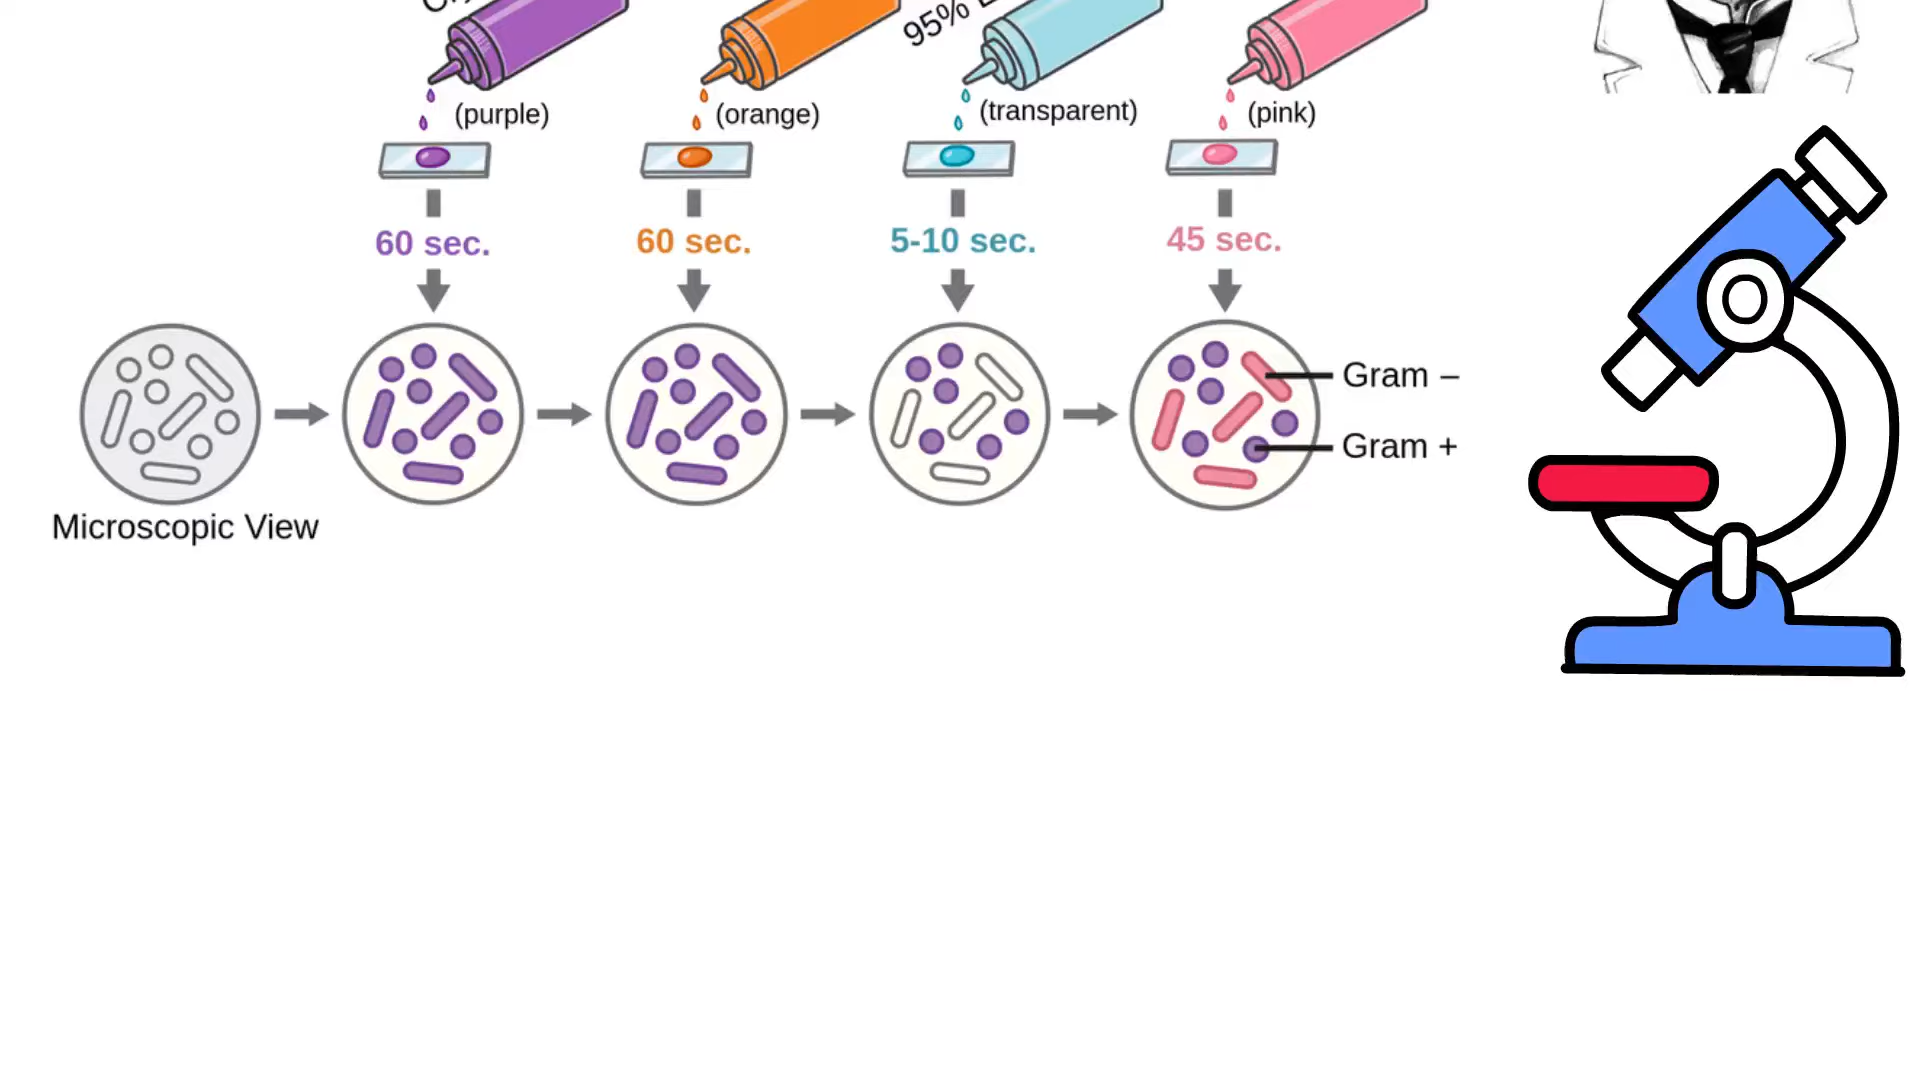 95%
(purple)
(orange)
(transparent)
(pink)
60 sec.
60 sec.
5-10 sec.
45 sec.
Gram –
Gram +
Microscopic View